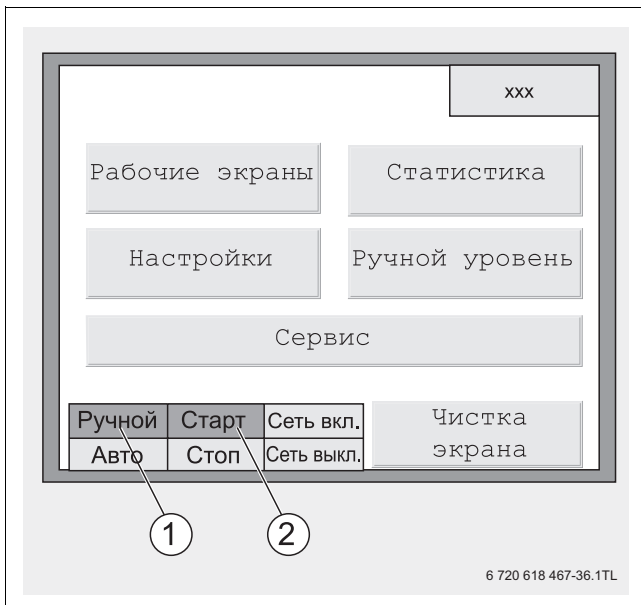 xxx
Рабочие экраны
Статистика
Настройки
Ручной уровень
Сервис
Ручной
Старт
Сеть вкл.
Авто
Стоп
Сеть выкл.
Чистка
экрана
1
2
6 720 618 467-36.1TL